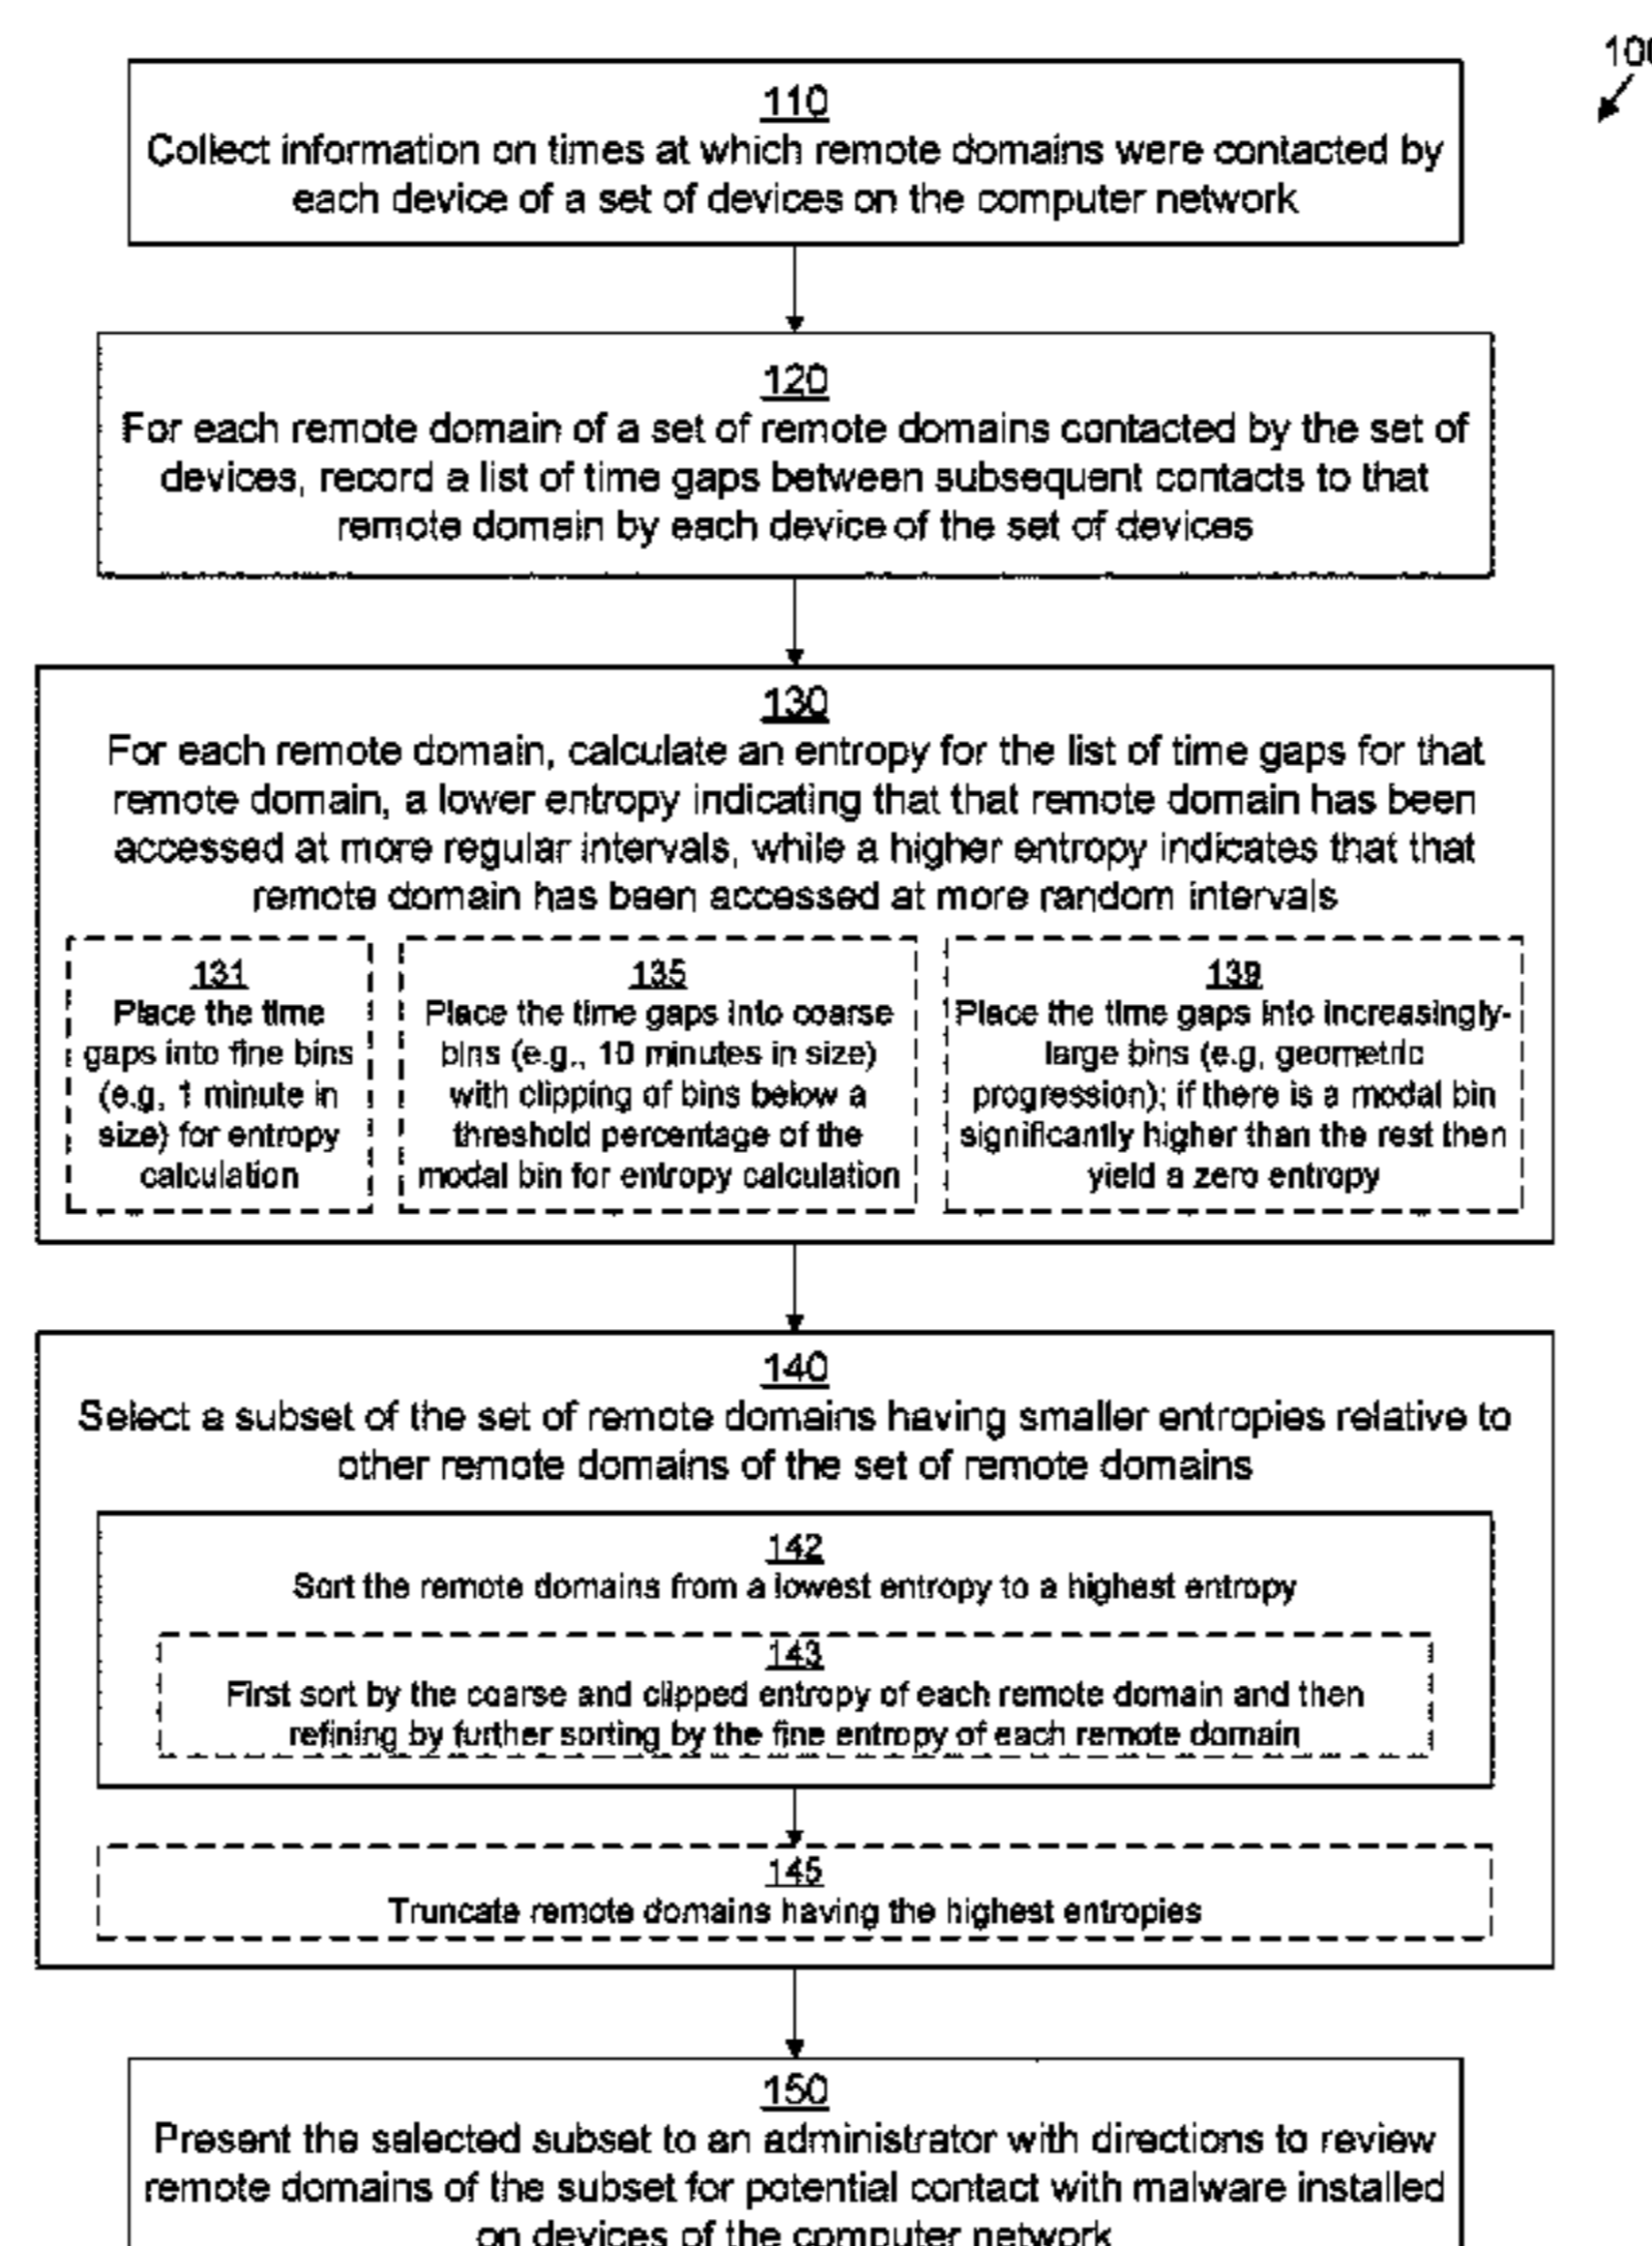 100
110
Collect information on times at which remote domains were contacted by
each device of a set of devices on the computer network
120
For each remote domain of a set of remote domains contacted by the set of
devices, record a list of time gaps between subsequent contacts to that
remote domain by each device of the set of devices
130
For each remote domain, calculate an entropy for the list of time gaps for that
remote domain, a lower entropy indicating that that remote domain has been
accessed at more regular intervals, while a higher entropy indicates that that
remote domain has been accessed at more random intervals
131
Place the time
gaps into fine bins
(e.g, 1 minute in
size) for entropy
calculation
135
Place the time gaps into coarse
bins (e.g., 10 minutes in size)
with clipping of bins below a
threshold percentage of the
modal bin for entropy calculation
139
Place the time gaps into increasingly-
large bins (e.g, geometric
progression); if there is a modal bin
significantly higher than the rest then
yield a zero entropy
140
Select a subset of the set of remote domains having smaller entropies relative to
other remote domains of the set of remote domains
142
Sort the remote domains from a lowest entropy to a highest entropy
143
First sort by the coarse and clipped entropy of each remote domain and then
refining by further sorting by the fine entropy of each remote domain
145
Truncate remote domains having the highest entropies
150
Present the selected subset to an administrator with directions to review
remote domains of the subset for potential contact with malware installed
on devices of the computer network